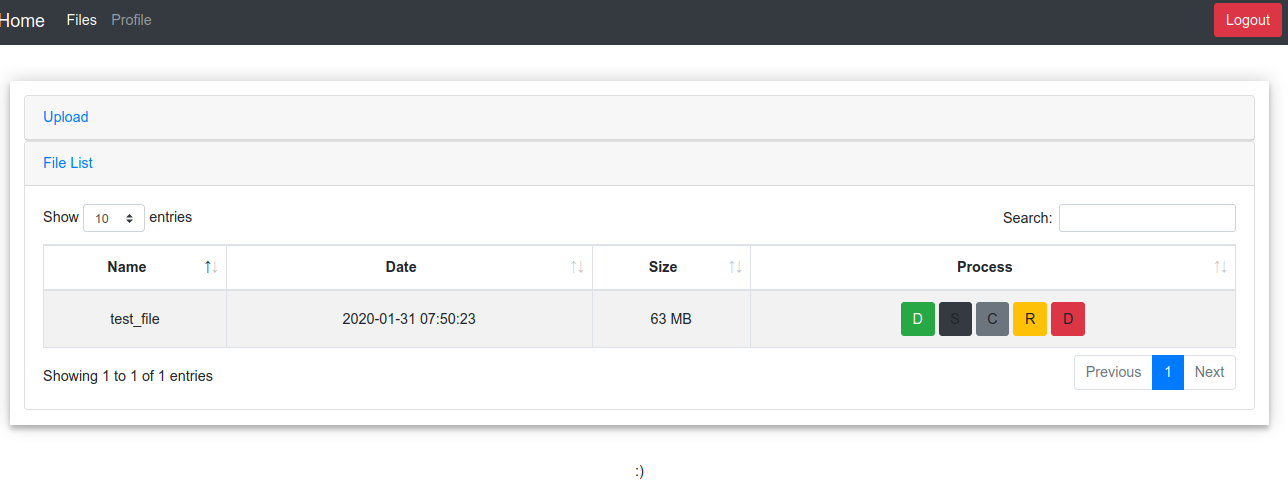 Home Files Profile Logout
Upload
File List
Show 10 entries Search:
Name Date Size Process
test_file 2020-01-31 07:50:23 63 MB D S C R D
Showing 1 to 1 of 1 entries Previous 1 Next
:)